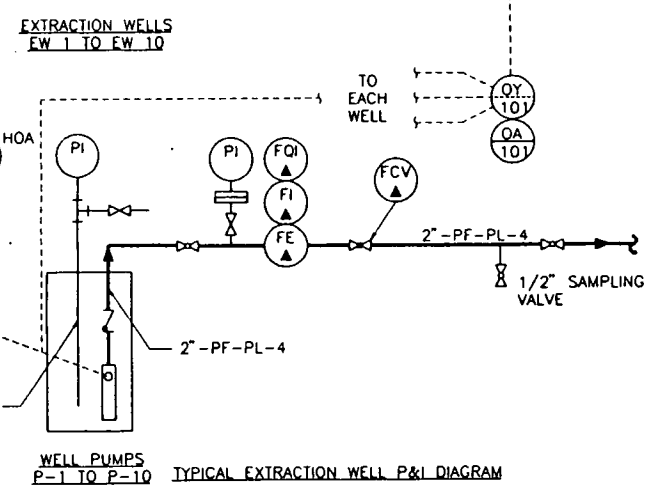 EXTRACTION WELLS
EW 1 TO EW 10
TO
EACH
WELL
OY
101
OA
101
HOA
PI
PI
FQI
FI
FE
FCV
2"-PF-PL-4
1/2" SAMPLING
VALVE
2"-PF-PL-4
WELL PUMPS
P-1 TO P-10
TYPICAL EXTRACTION WELL P&I DIAGRAM